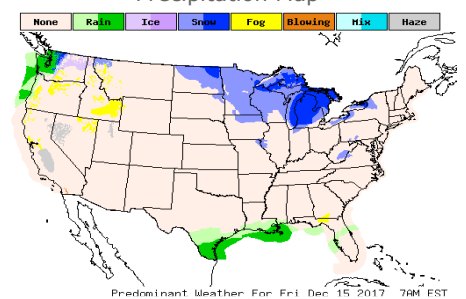 Precipitation Map
None Rain Ice Snow Fog Blowing Mix Haze
Predominant Weather For Fri Dec 15 2017 7AM EST